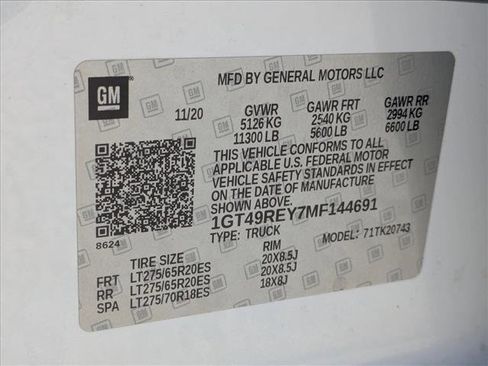 GM
MFD BY GENERAL MOTORS LLC
11/20 GVWR GAWR FRT GAWR RR
5126 KG 2540 KG 2994 KG
11300 LB 5600 LB 6600 LB
THIS VEHICLE CONFORMS TO ALL
APPLICABLE U.S. FEDERAL MOTOR
VEHICLE SAFETY STANDARDS IN EFFECT
ON THE DATE OF MANUFACTURE
SHOWN ABOVE.
1GT49REY7MF144691
8624 TYPE: TRUCK 71TK20743
TIRE SIZE RIM
FRT LT275/65R20ES 20X8.5J
RR LT275/65R20ES 20X8.5J
SPA LT275/70R18ES 18X8J